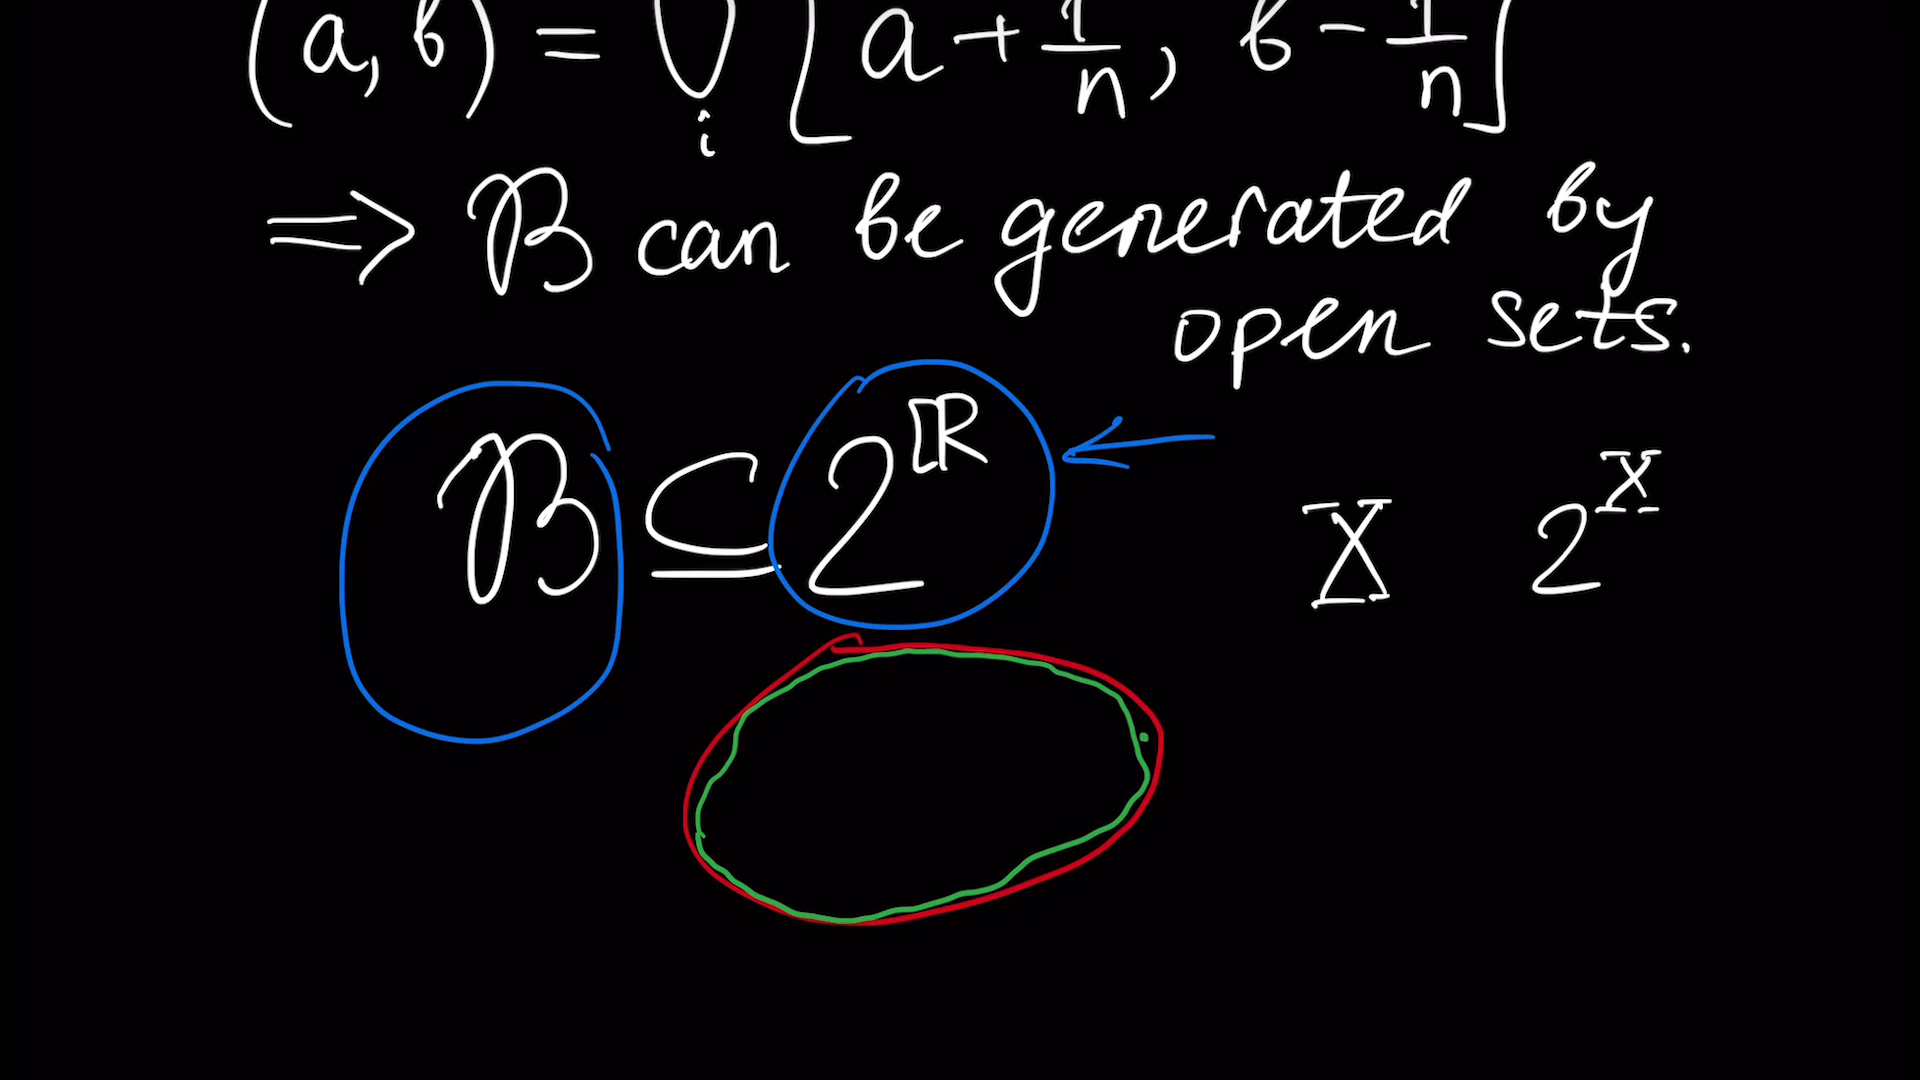 (a, b) = ⋃ᵢ [a + 1/n, b - 1/n]
⇒ ℬ can be generated by
open sets.
ℬ ⊆ 2^ℝ X 2^X